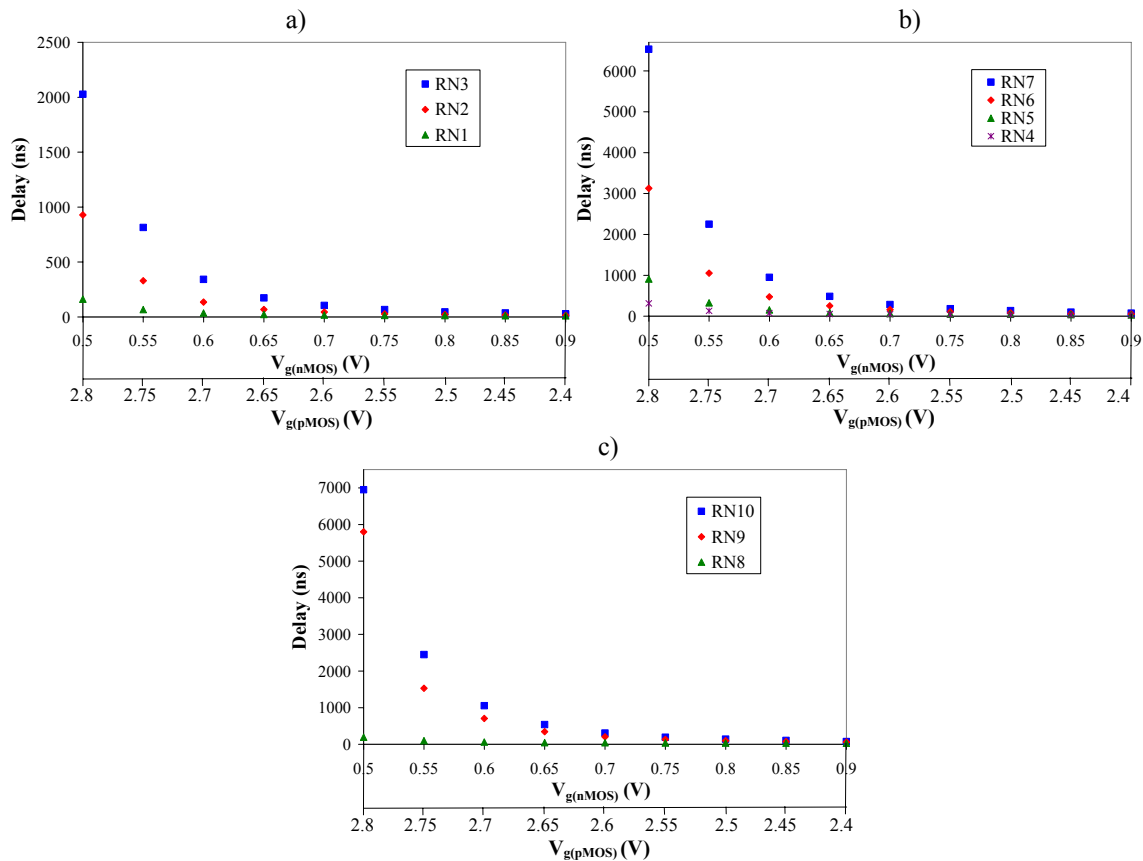 a)
2500
2000
1500
1000
500
0
Delay (ns)
RN3
RN2
RN1
0.5 0.55 0.6 0.65 0.7 0.75 0.8 0.85 0.9
Vg(nMOS) (V)
2.8 2.75 2.7 2.65 2.6 2.55 2.5 2.45 2.4
Vg(pMOS) (V)
b)
6000
5000
4000
3000
2000
1000
0
Delay (ns)
RN7
RN6
RN5
RN4
0.5 0.55 0.6 0.65 0.7 0.75 0.8 0.85 0.9
Vg(nMOS) (V)
2.8 2.75 2.7 2.65 2.6 2.55 2.5 2.45 2.4
Vg(pMOS) (V)
c)
7000
6000
5000
4000
3000
2000
1000
0
Delay (ns)
RN10
RN9
RN8
0.5 0.55 0.6 0.65 0.7 0.75 0.8 0.85 0.9
Vg(nMOS) (V)
2.8 2.75 2.7 2.65 2.6 2.55 2.5 2.45 2.4
Vg(pMOS) (V)